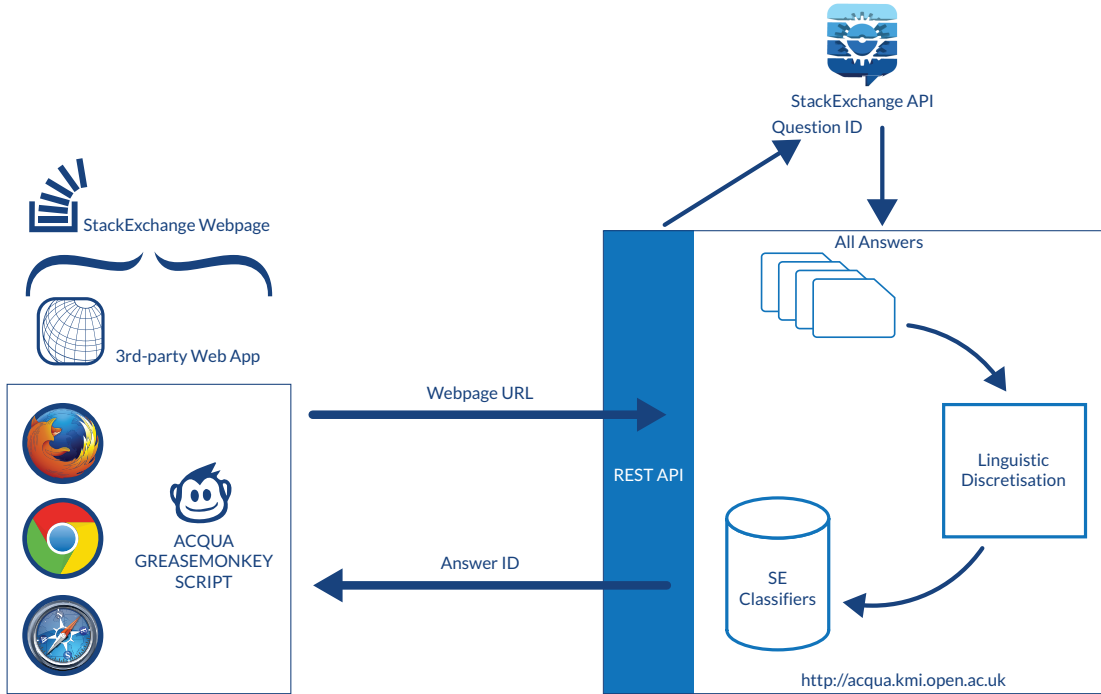 StackExchange API
Question ID
StackExchange Webpage
3rd-party Web App
All Answers
Webpage URL
REST API
Linguistic
Discretisation
ACQUA
GREASEMONKEY
SCRIPT
Answer ID
SE
Classifiers
http://acqua.kmi.open.ac.uk